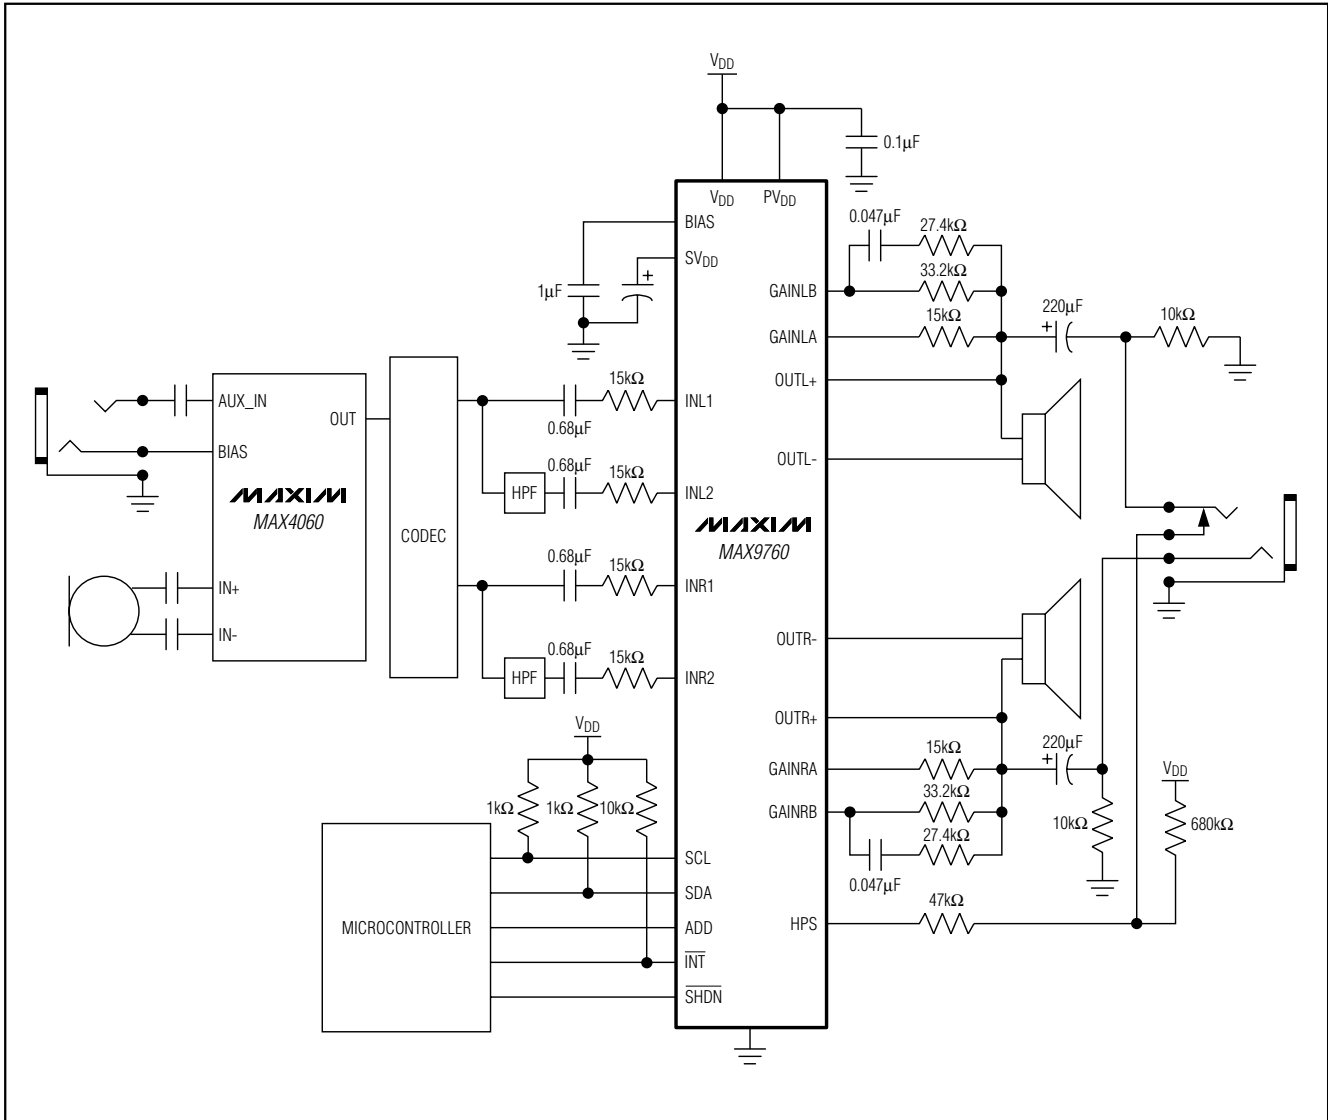 VDD
0.1µF
VDD PVDD
BIAS
SVDD
+
1µF
0.047µF
27.4kΩ
33.2kΩ
GAINLB
15kΩ
GAINLA
220µF
+
10kΩ
OUTL+
OUTL-
15kΩ
0.68µF
INL1
HPF
0.68µF
15kΩ
INL2
AUX_IN
OUT
BIAS
MAXIM
MAX4060
IN+
IN-
CODEC
MAXIM
MAX9760
0.68µF
15kΩ
INR1
HPF
0.68µF
15kΩ
INR2
OUTR-
OUTR+
15kΩ
GAINRA
220µF
+
33.2kΩ
GAINRB
27.4kΩ
0.047µF
10kΩ
VDD
680kΩ
47kΩ
HPS
VDD
1kΩ
1kΩ
10kΩ
MICROCONTROLLER
SCL
SDA
ADD
INT
SHDN